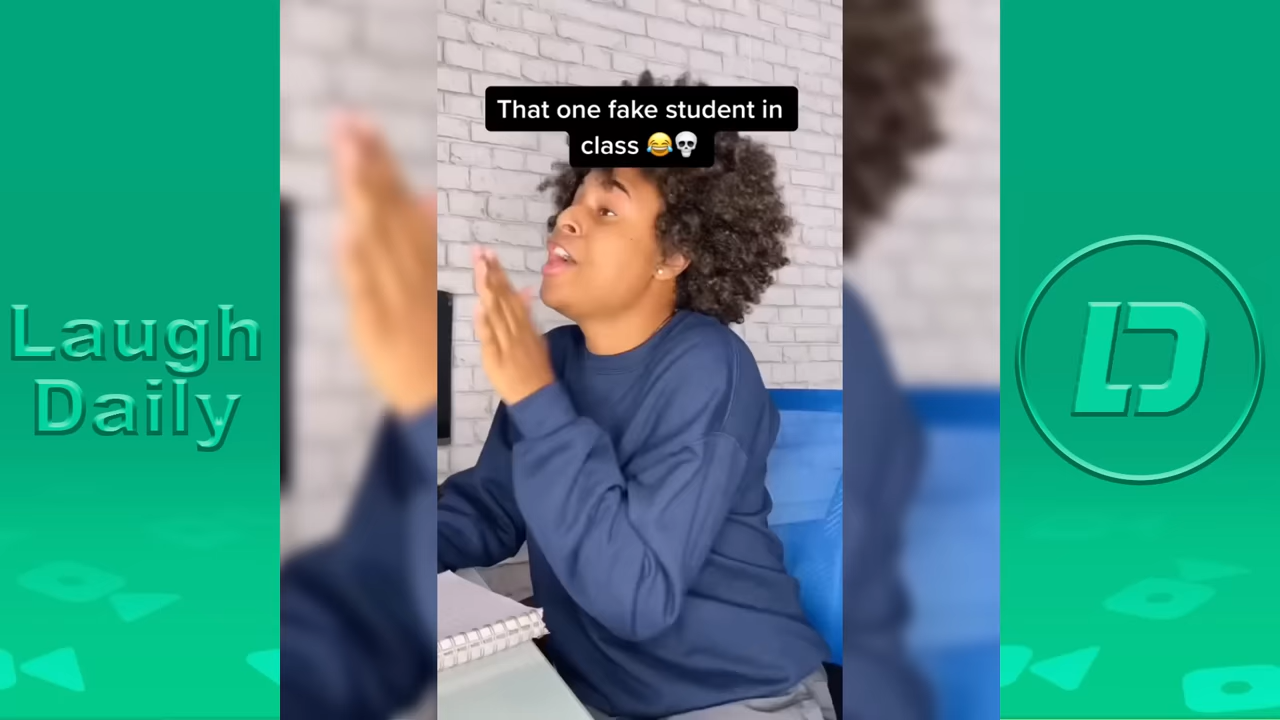 That one fake student in
class 😂💀
Laugh
Daily
LD